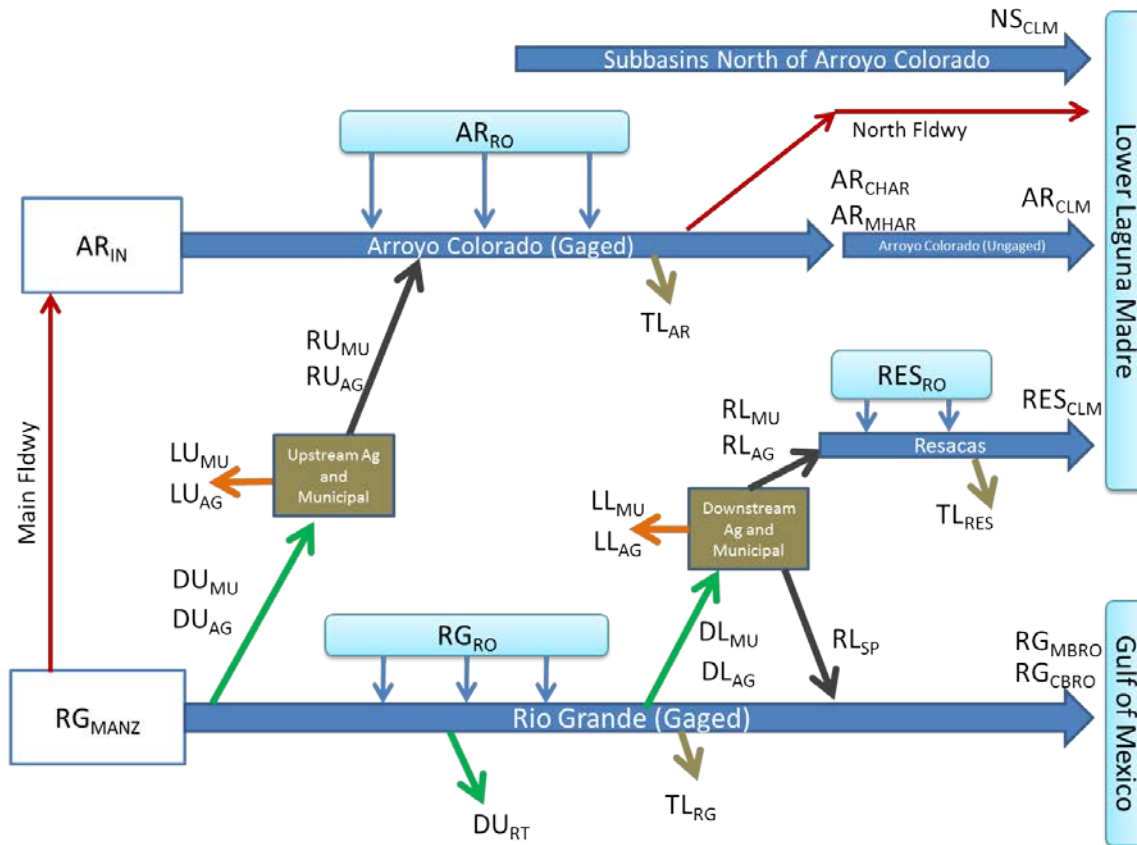 NS_CLM
Subbasins North of Arroyo Colorado
AR_RO
North Fldwy
Lower Laguna Madre
AR_CHAR
AR_MHAR
AR_CLM
AR_IN
Arroyo Colorado (Gaged)
Arroyo Colorado (Ungaged)
TL_AR
RU_MU
RU_AG
RES_RO
RES_CLM
RL_MU
RL_AG
Resacas
Main Fldwy
LU_MU
LU_AG
Upstream Ag
and
Municipal
LL_MU
LL_AG
Downstream
Ag and
Municipal
TL_RES
DU_MU
DU_AG
RG_RO
DL_MU
DL_AG
RL_SP
RG_MBRO
RG_CBRO
Gulf of Mexico
RG_MANZ
Rio Grande (Gaged)
DU_RT
TL_RG